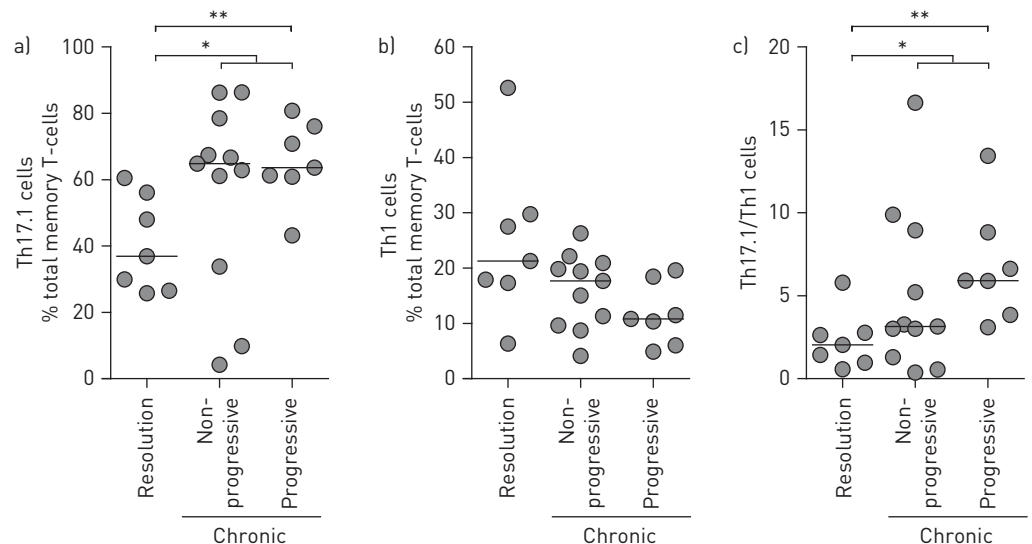 a)
**
*
Th17.1 cells
% total memory T-cells
100
80
60
40
20
0
Resolution
Non-
progressive
Progressive
Chronic
b)
Th1 cells
% total memory T-cells
60
50
40
30
20
10
0
Resolution
Non-
progressive
Progressive
Chronic
c)
**
*
Th17.1/Th1 cells
20
15
10
5
0
Resolution
Non-
progressive
Progressive
Chronic